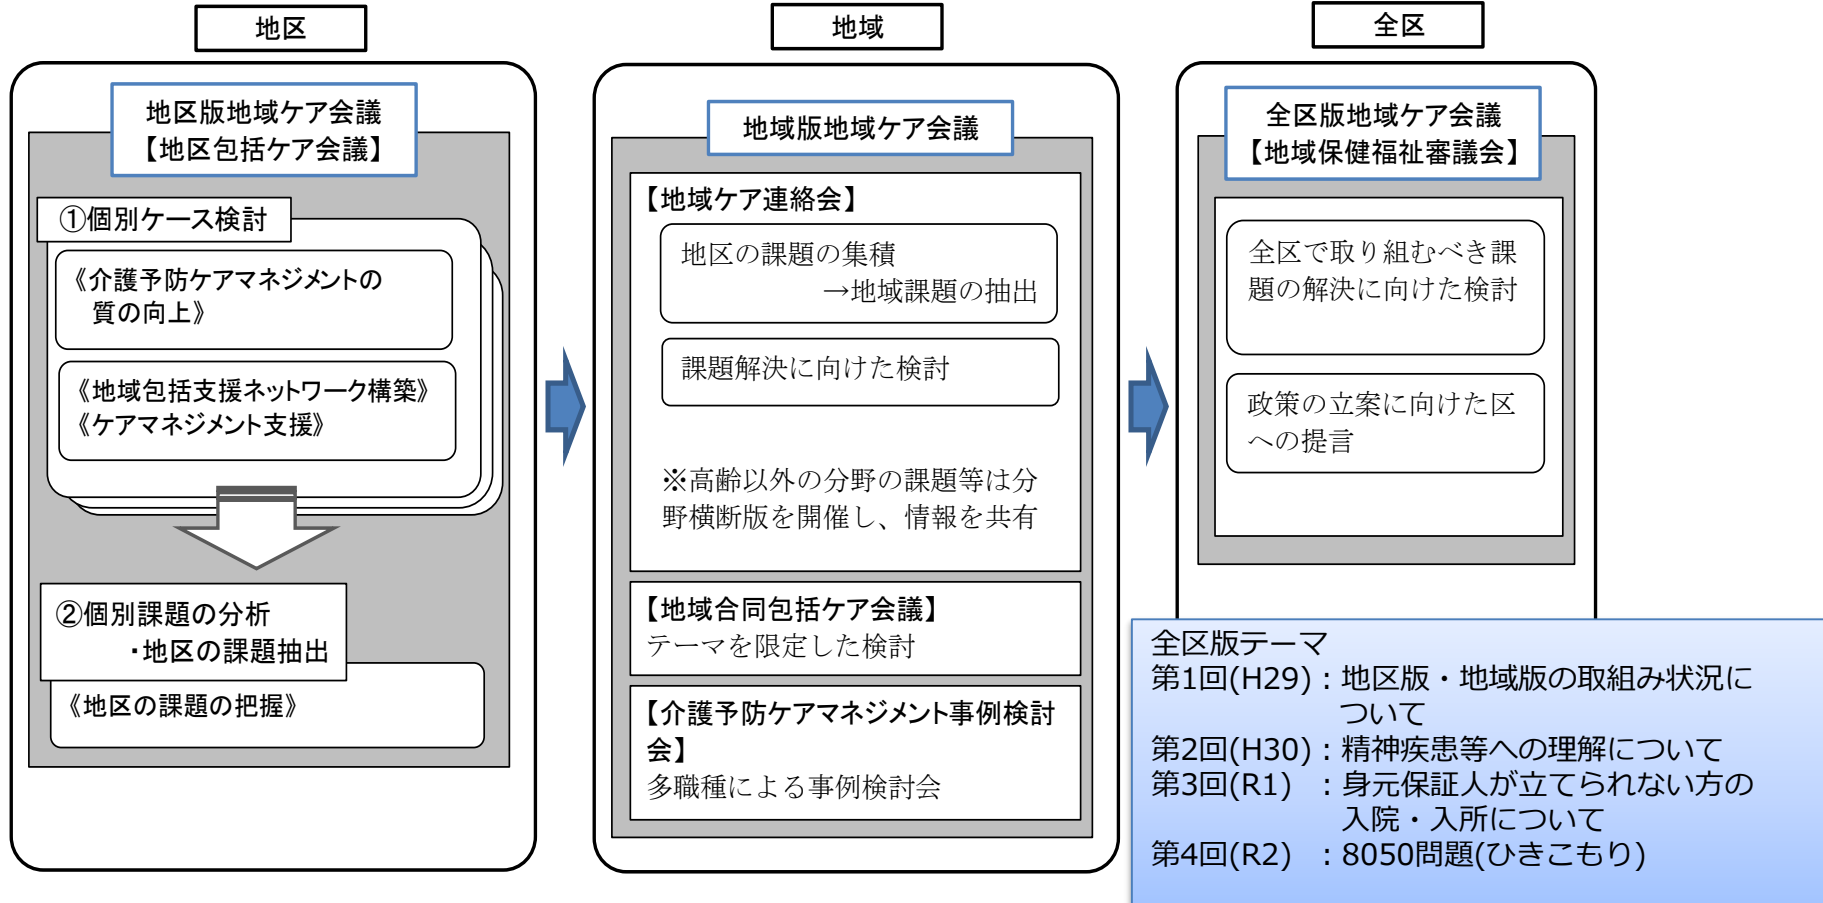 地区
地区版地域ケア会議
【地区包括ケア会議】
①個別ケース検討
《介護予防ケアマネジメントの
質の向上》
《地域包括支援ネットワーク構築》
《ケアマネジメント支援》
②個別課題の分析
・地区の課題抽出
《地区の課題の把握》
地域
地域版地域ケア会議
【地域ケア連絡会】
地区の課題の集積
→地域課題の抽出
課題解決に向けた検討
※高齢以外の分野の課題等は分
野横断版を開催し、情報を共有
【地域合同包括ケア会議】
テーマを限定した検討
【介護予防ケアマネジメント事例検討
会】
多職種による事例検討会
全区
全区版地域ケア会議
【地域保健福祉審議会】
全区で取り組むべき課
題の解決に向けた検討
政策の立案に向けた区
への提言
全区版テーマ
第1回(H29)：地区版・地域版の取組み状況に
ついて
第2回(H30)：精神疾患等への理解について
第3回(R1)　：身元保証人が立てられない方の
入院・入所について
第4回(R2)　：8050問題(ひきこもり)